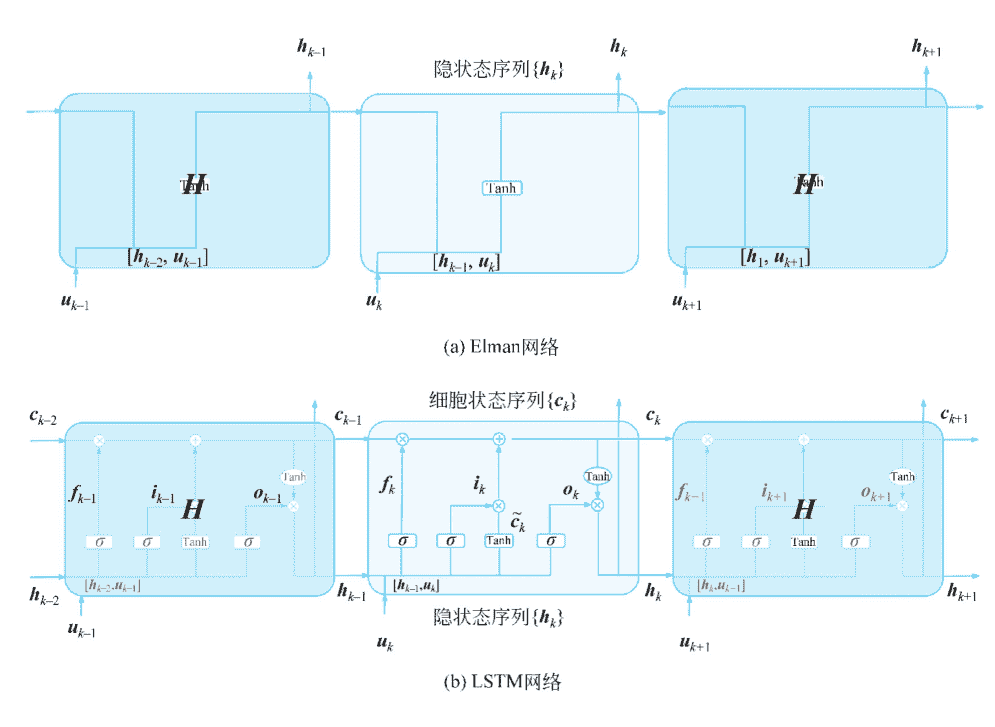 h_{k-1} h_k h_{k+1}
隐状态序列{h_k}
Tanh H Tanh Tanh H
[h_{k-2}, u_{k-1}] [h_{k-1}, u_k] [h_1, u_{k+1}]
u_{k-1} u_k u_{k+1}
(a) Elman网络
细胞状态序列{c_k}
c_{k-2} c_{k-1} c_k c_{k+1}
× + × + × +
Tanh Tanh Tanh
f_{k-1} i_{k-1} o_{k-1} f_k i_k o_k f_{k-1} i_{k+1} o_{k+1}
H × × × H ×
c̃_k
σ σ Tanh σ σ σ Tanh σ σ σ Tanh σ
[h_{k-2},u_{k-1}] [h_{k-1},u_k] [h_k,u_{k-1}]
h_{k-2} h_{k-1} h_k h_{k+1}
隐状态序列{h_k}
u_{k-1} u_k u_{k+1}
(b) LSTM网络